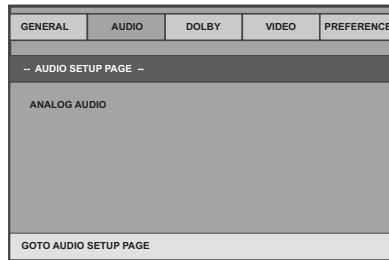 GENERAL AUDIO DOLBY VIDEO PREFERENCE
-- AUDIO SETUP PAGE --
ANALOG AUDIO
GOTO AUDIO SETUP PAGE